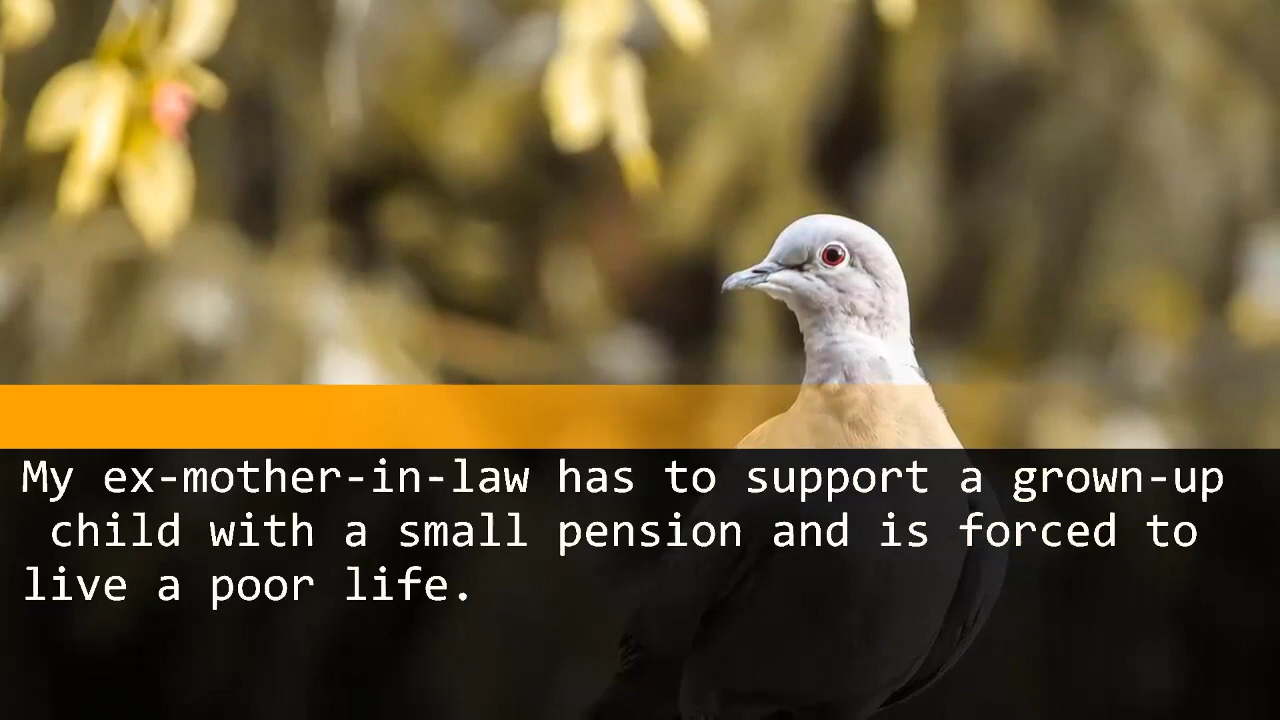 My ex-mother-in-law has to support a grown-up
child with a small pension and is forced to
live a poor life.